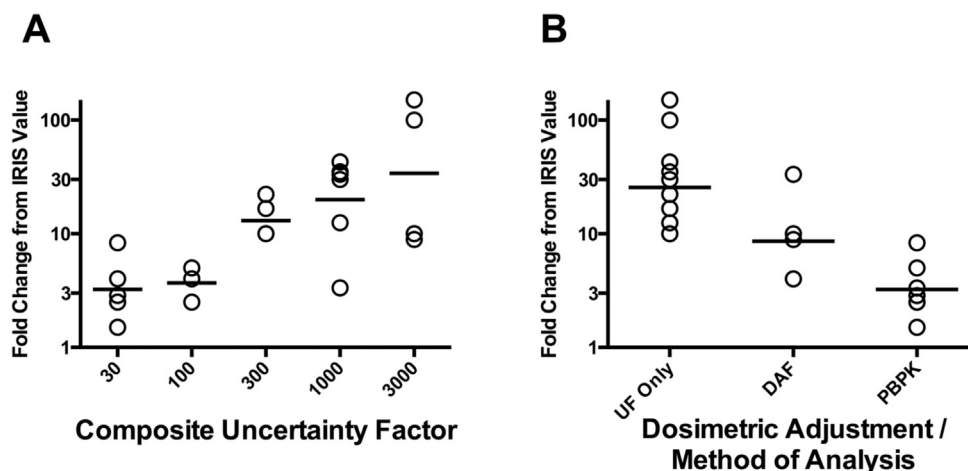 A
Fold Change from IRIS Value
100
30
10
3
1
30
100
300
1000
3000
Composite Uncertainty Factor
B
Fold Change from IRIS Value
100
30
10
3
1
UF Only
DAF
PBPK
Dosimetric Adjustment /
Method of Analysis